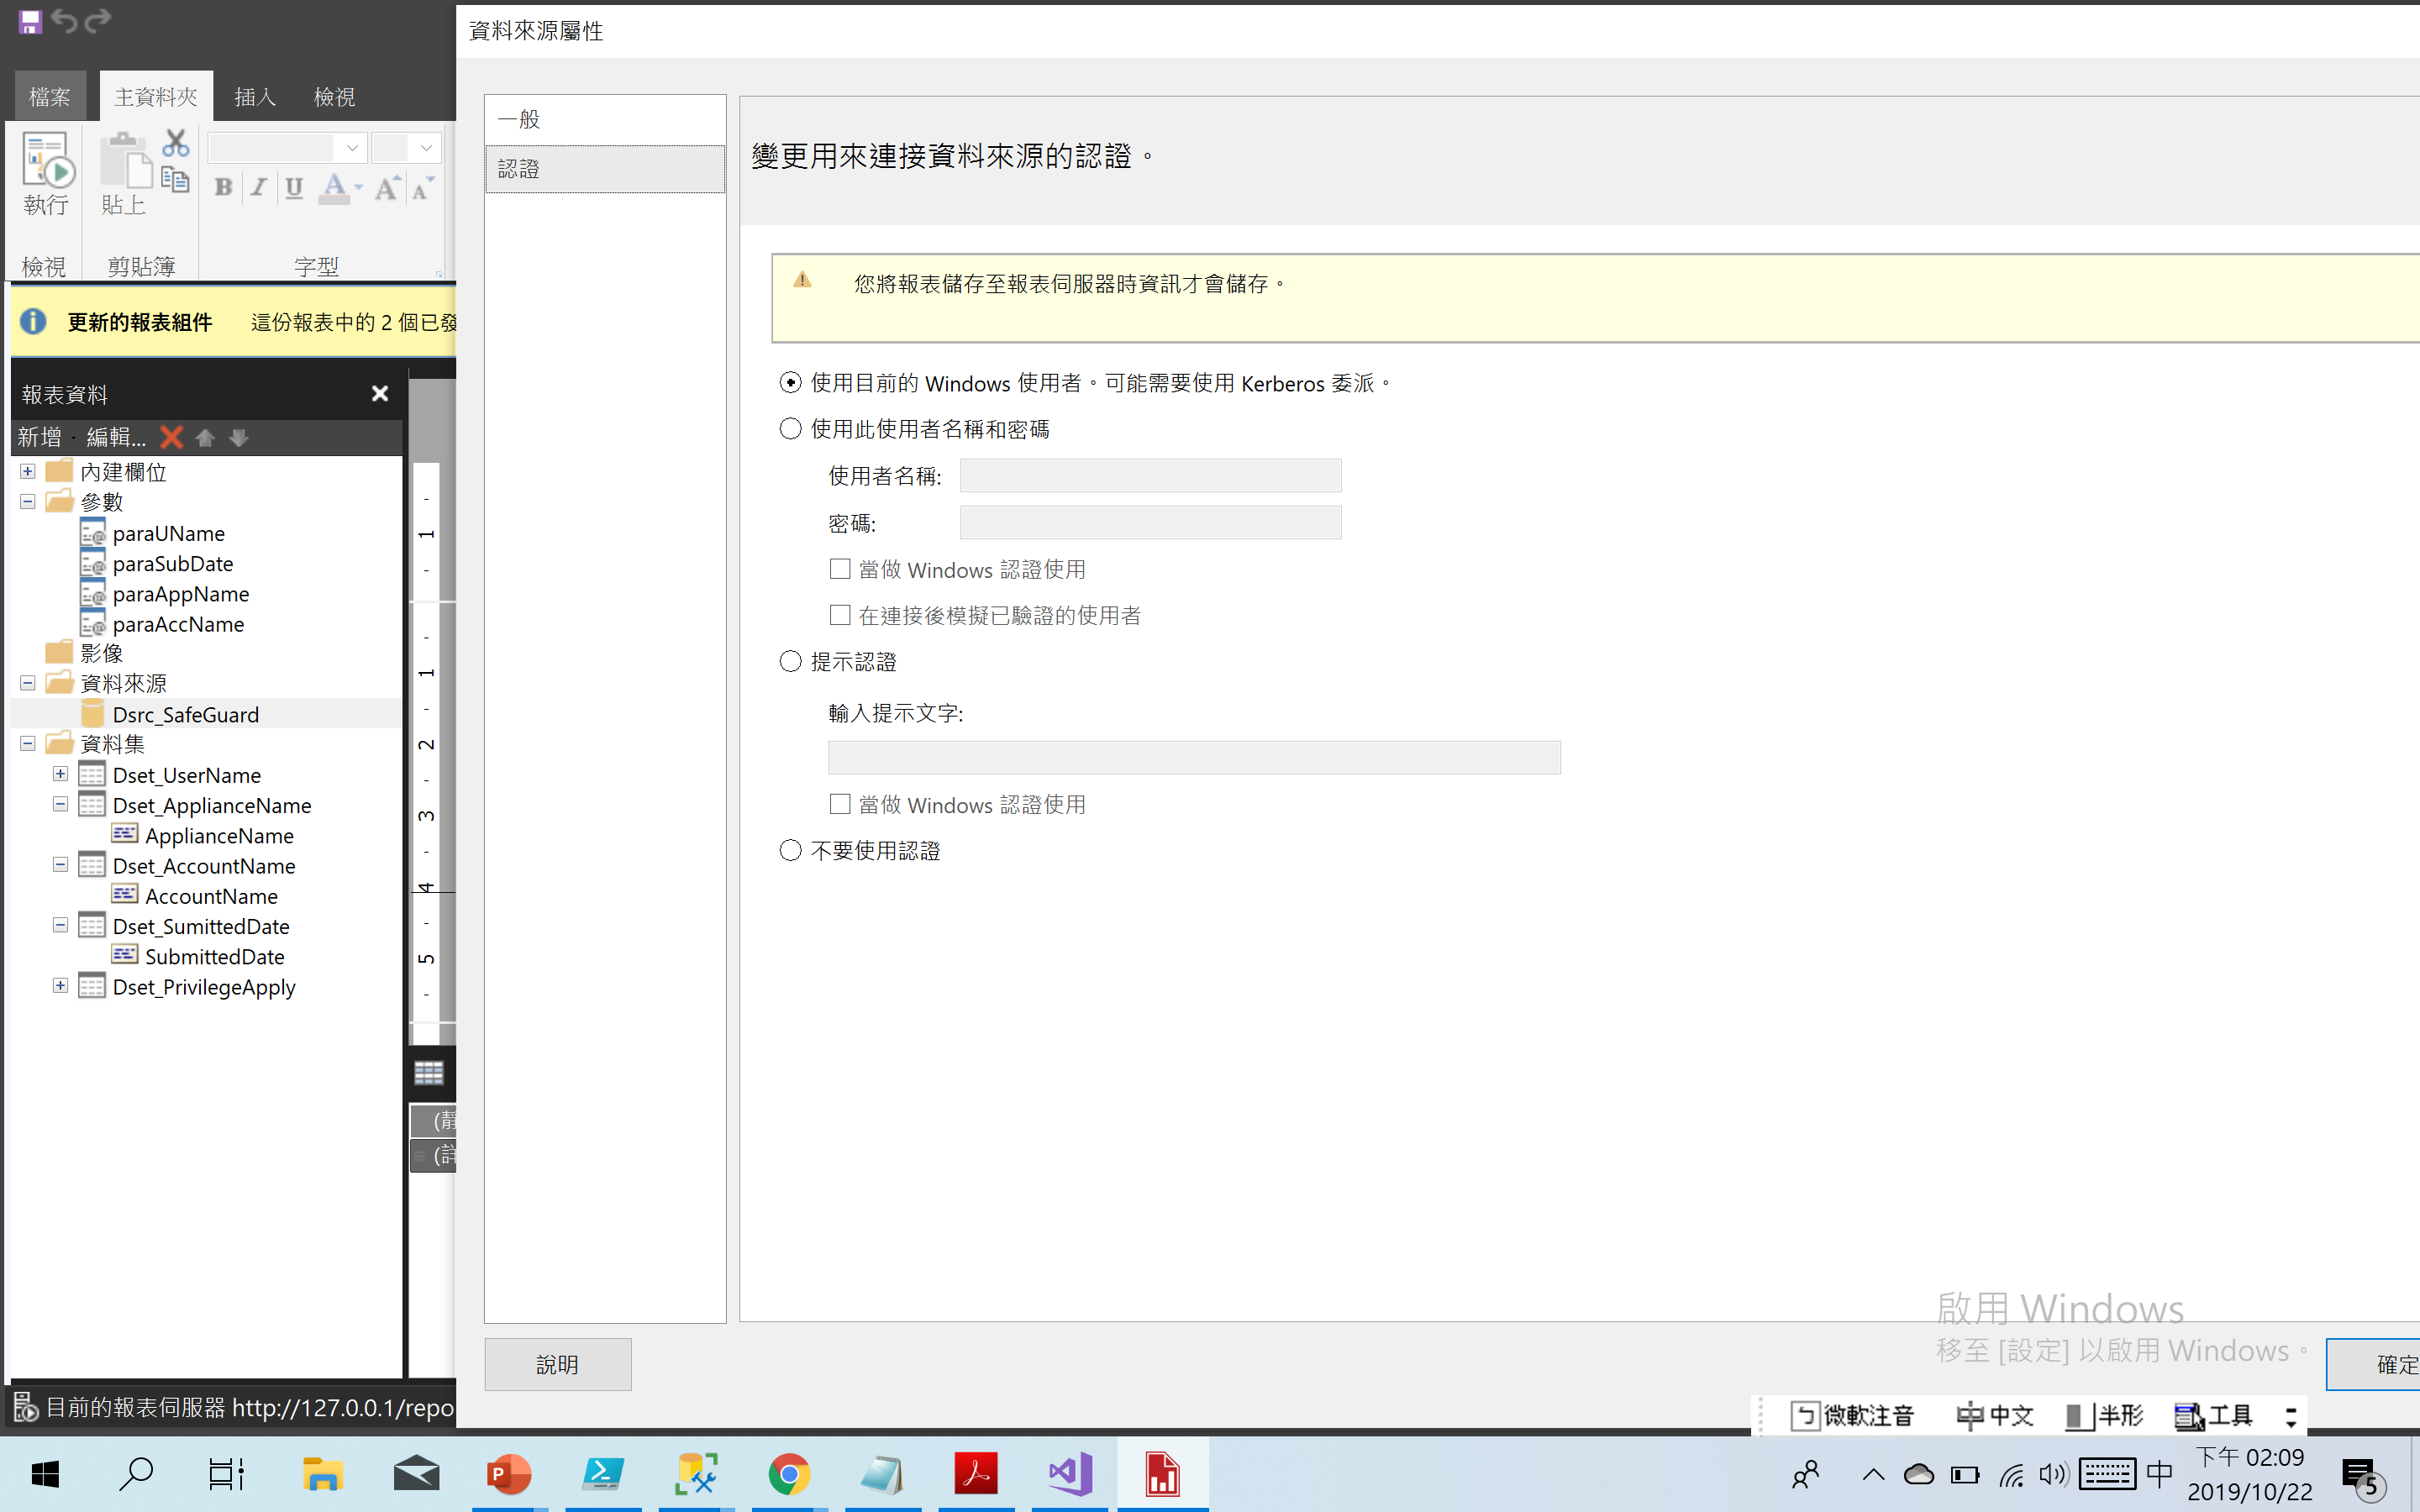 資料來源屬性
檔案 主資料夾 插入 檢視
執行 貼上
B I U A A A
檢視 剪貼簿 字型
更新的報表組件 這份報表中的 2 個已發
報表資料
新增 編輯...
內建欄位
參數
paraUName
paraSubDate
paraAppName
paraAccName
影像
資料來源
Dsrc_SafeGuard
資料集
Dset_UserName
Dset_ApplianceName
ApplianceName
Dset_AccountName
AccountName
Dset_SumittedDate
SubmittedDate
Dset_PrivilegeApply
1
1
2
3
4
5
(靜
(詳
目前的報表伺服器 http://127.0.0.1/repo
一般
認證
變更用來連接資料來源的認證。
您將報表儲存至報表伺服器時資訊才會儲存。
使用目前的 Windows 使用者。可能需要使用 Kerberos 委派。
使用此使用者名稱和密碼
使用者名稱:
密碼:
當做 Windows 認證使用
在連接後模擬已驗證的使用者
提示認證
輸入提示文字:
當做 Windows 認證使用
不要使用認證
說明
確定
啟用 Windows
移至 [設定] 以啟用 Windows。
ㄅ 微軟注音 中 中文 半形 工具
中
下午 02:09
2019/10/22
5